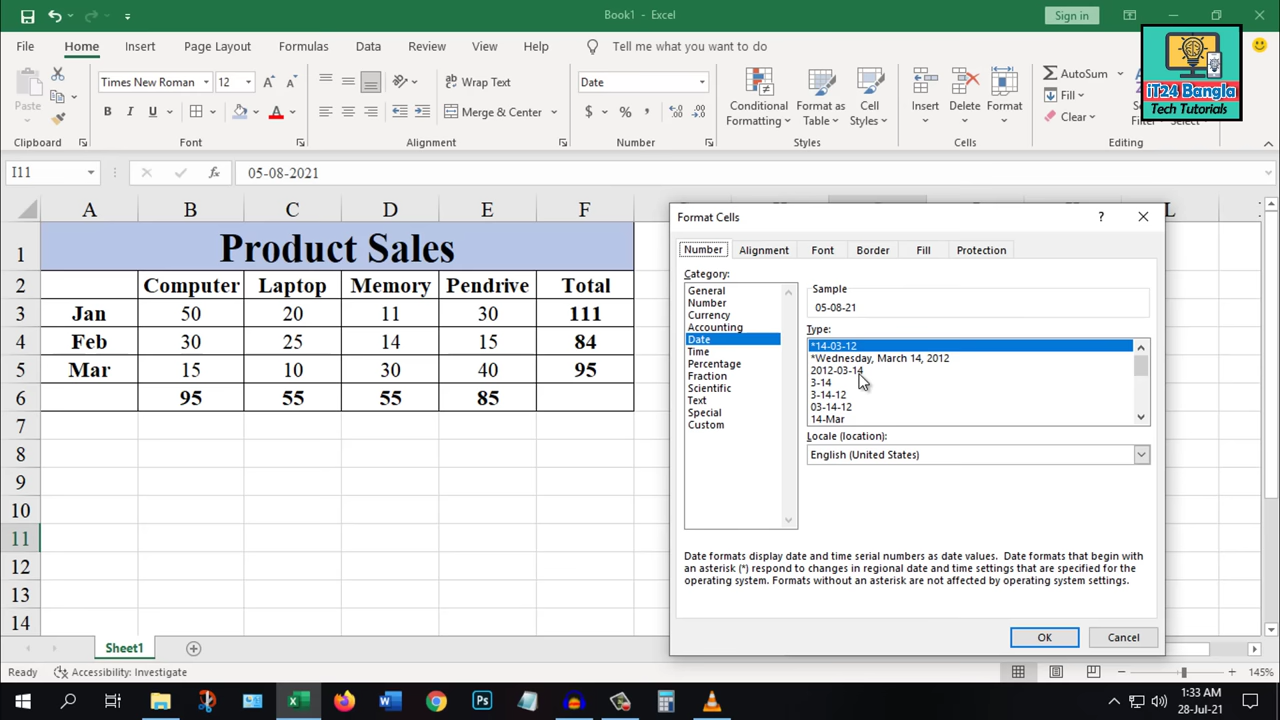 Book1 - Excel
Sign in
File Home Insert Page Layout Formulas Data Review View Help Tell me what you want to do
iT24 Bangla
Tech Tutorials
Paste
Times New Roman 12
B I U A
Wrap Text
Merge & Center
Date
$ % ,
Conditional Formatting
Format as Table
Cell Styles
Insert
Delete
Format
AutoSum
Fill
Clear
Clipboard Font Alignment Number Styles Cells Editing
I11 fx 05-08-2021
A B C D E F L
1 Product Sales
2 Computer Laptop Memory Pendrive Total
3 Jan 50 20 11 30 111
4 Feb 30 25 14 15 84
5 Mar 15 10 30 40 95
6 95 55 55 85
7
8
9
10
11
12
13
14
Format Cells ?
Number Alignment Font Border Fill Protection
Category:
General
Number
Currency
Accounting
Date
Time
Percentage
Fraction
Scientific
Text
Special
Custom
Sample
05-08-21
Type:
*14-03-12
*Wednesday, March 14, 2012
2012-03-14
3-14
3-14-12
03-14-12
14-Mar
Locale (location):
English (United States)
Date formats display date and time serial numbers as date values. Date formats that begin with
an asterisk (*) respond to changes in regional date and time settings that are specified for the
operating system. Formats without an asterisk are not affected by operating system settings.
OK Cancel
Sheet1
Ready Accessibility: Investigate 145%
1:33 AM
28-Jul-21